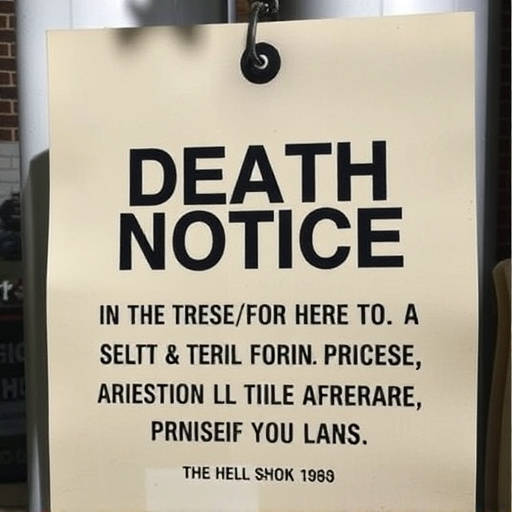 DEATH
NOTICE
IN THE TRESE/FOR HERE TO. A
SELTT & TERIL FORIN. PRICESE,
ARIESTION LL TIILE AFRERARE,
PRNISEIF YOU LANS.
THE HELL SHOK 1989